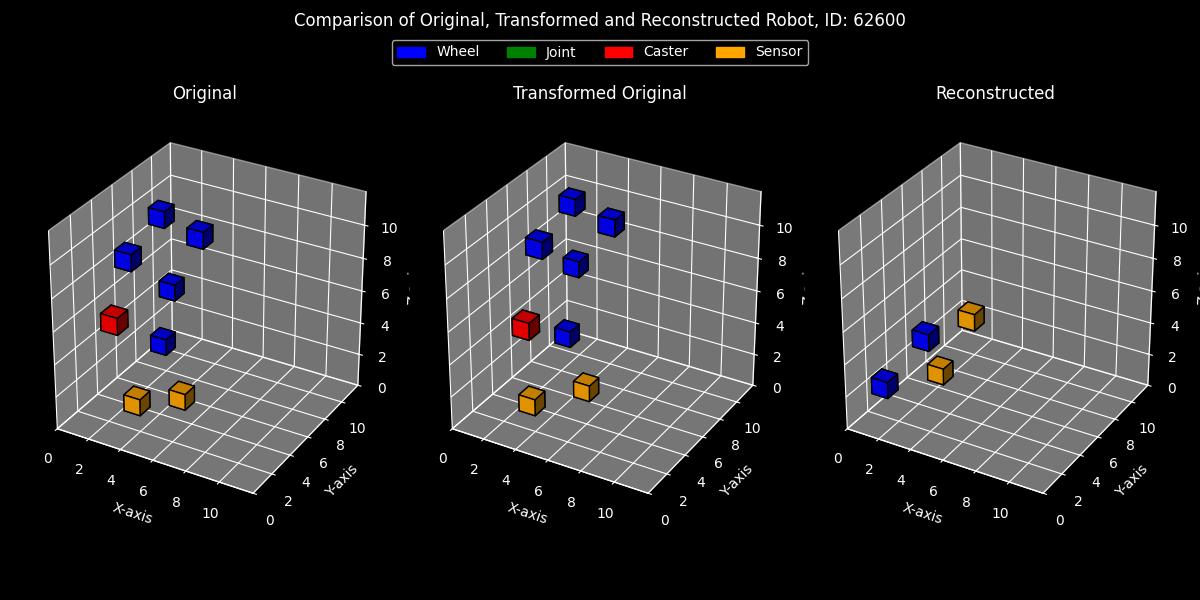 Comparison of Original, Transformed and Reconstructed Robot, ID: 62600
Wheel Joint Caster Sensor
Original Transformed Original Reconstructed
10 10 10
8 8 8
6 6 6
4 4 4
2 2 2
0 0 0
10 10 10
8 8 8
6 6 6
4 4 4
2 2 2
0 0 0
0 2 4 6 8 10 0 2 4 6 8 10 0 2 4 6 8 10
X-axis Y-axis X-axis Y-axis X-axis Y-axis